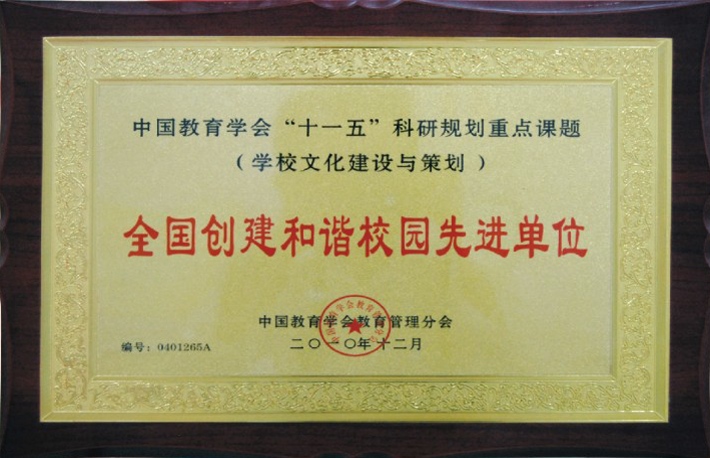 中国教育学会“十一五”科研规划重点课题
（学校文化建设与策划）
全国创建和谐校园先进单位
中国教育学会教育管理分会
编号：0401265A
二〇一〇年十二月